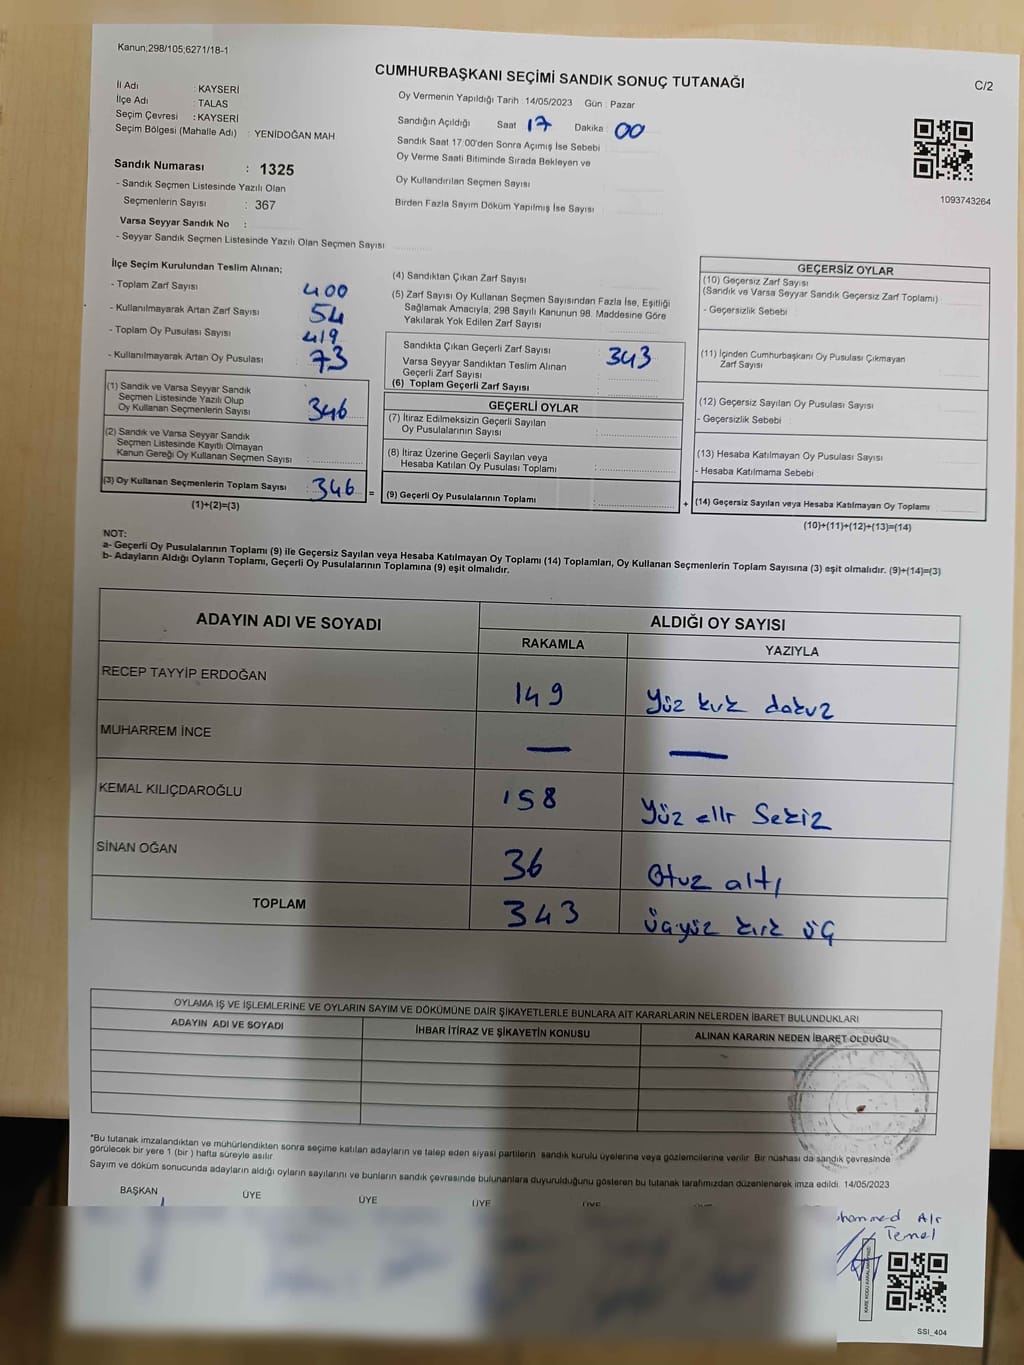 Kanun;298/105;6271/18-1
CUMHURBAŞKANI SEÇİMİ SANDIK SONUÇ TUTANAĞI
C/2
İl Adı : KAYSERİ
İlçe Adı : TALAS
Seçim Çevresi : KAYSERİ
Seçim Bölgesi (Mahalle Adı) : YENİDOĞAN MAH
Sandık Numarası : 1325
- Sandık Seçmen Listesinde Yazılı Olan
Seçmenlerin Sayısı : 367
Varsa Seyyar Sandık No :
- Seyyar Sandık Seçmen Listesinde Yazılı Olan Seçmen Sayısı
Oy Vermenin Yapıldığı Tarih : 14/05/2023 Gün : Pazar
Sandığın Açıldığı Saat 17 Dakika 00
Sandık Saat 17:00'den Sonra Açımış İse Sebebi
Oy Verme Saati Bitiminde Sırada Bekleyen ve
Oy Kullandırılan Seçmen Sayısı
Birden Fazla Sayım Döküm Yapılmış İse Sayısı
1093743264
İlçe Seçim Kurulundan Teslim Alınan;
- Toplam Zarf Sayısı 400
- Kullanılmayarak Artan Zarf Sayısı 54
- Toplam Oy Pusulası Sayısı 419
- Kullanılmayarak Artan Oy Pusulası 73
(1) Sandık ve Varsa Seyyar Sandık
Seçmen Listesinde Yazılı Olup
Oy Kullanan Seçmenlerin Sayısı : 346
(2) Sandık ve Varsa Seyyar Sandık
Seçmen Listesinde Kayıtlı Olmayan
Kanun Gereği Oy Kullanan Seçmen Sayısı :
(3) Oy Kullanan Seçmenlerin Toplam Sayısı : 346 =
(1)+(2)=(3)
(4) Sandıktan Çıkan Zarf Sayısı
(5) Zarf Sayısı Oy Kullanan Seçmen Sayısından Fazla İse, Eşitliği
Sağlamak Amacıyla, 298 Sayılı Kanunun 98. Maddesine Göre
Yakılarak Yok Edilen Zarf Sayısı
Sandıkta Çıkan Geçerli Zarf Sayısı : 343
Varsa Seyyar Sandıktan Teslim Alınan
Geçerli Zarf Sayısı
(6) Toplam Geçerli Zarf Sayısı
GEÇERLİ OYLAR
(7) İtiraz Edilmeksizin Geçerli Sayılan
Oy Pusulalarının Sayısı :
(8) İtiraz Üzerine Geçerli Sayılan veya
Hesaba Katılan Oy Pusulası Toplamı :
(9) Geçerli Oy Pusulalarının Toplamı : +
GEÇERSİZ OYLAR
(10) Geçersiz Zarf Sayısı
(Sandık ve Varsa Seyyar Sandık Geçersiz Zarf Toplamı)
- Geçersizlik Sebebi :
(11) İçinden Cumhurbaşkanı Oy Pusulası Çıkmayan
Zarf Sayısı
(12) Geçersiz Sayılan Oy Pusulası Sayısı :
- Geçersizlik Sebebi :
(13) Hesaba Katılmayan Oy Pusulası Sayısı :
- Hesaba Katılmama Sebebi :
(14) Geçersiz Sayılan veya Hesaba Katılmayan Oy Toplamı :
(10)+(11)+(12)+(13)=(14)
NOT:
a- Geçerli Oy Pusulalarının Toplamı (9) ile Geçersiz Sayılan veya Hesaba Katılmayan Oy Toplamı (14) Toplamları, Oy Kullanan Seçmenlerin Toplam Sayısına (3) eşit olmalıdır. (9)+(14)=(3)
b- Adayların Aldığı Oyların Toplamı, Geçerli Oy Pusulalarının Toplamına (9) eşit olmalıdır.
ADAYIN ADI VE SOYADI ALDIĞI OY SAYISI
RAKAMLA YAZIYLA
RECEP TAYYİP ERDOĞAN 149 Yüz kırk dokuz
MUHARREM İNCE — —
KEMAL KILIÇDAROĞLU 158 Yüz elli Sekiz
SİNAN OĞAN 36 Otuz altı
TOPLAM 343 üçyüz kırk üç
OYLAMA İŞ VE İŞLEMLERİNE VE OYLARIN SAYIM VE DÖKÜMÜNE DAİR ŞİKAYETLERLE BUNLARA AİT KARARLARIN NELERDEN İBARET BULUNDUKLARI
ADAYIN ADI VE SOYADI İHBAR İTİRAZ VE ŞİKAYETİN KONUSU ALINAN KARARIN NEDEN İBARET OLDUĞU
*Bu tutanak imzalandıktan ve mühürlendikten sonra seçime katılan adayların ve talep eden siyasi partilerin sandık kurulu üyelerine veya gözlemcilerine verilir. Bir nüshası da sandık çevresinde
görülecek bir yere 1 (bir ) hafta süreyle asılır.
Sayım ve döküm sonucunda adayların aldığı oyların sayılarını ve bunların sandık çevresinde bulunanlara duyurulduğunu gösteren bu tutanak tarafımızdan düzenlenerek imza edildi. 14/05/2023
BAŞKAN ÜYE ÜYE ÜYE ÜYE
Ali
Temel
SSI_404